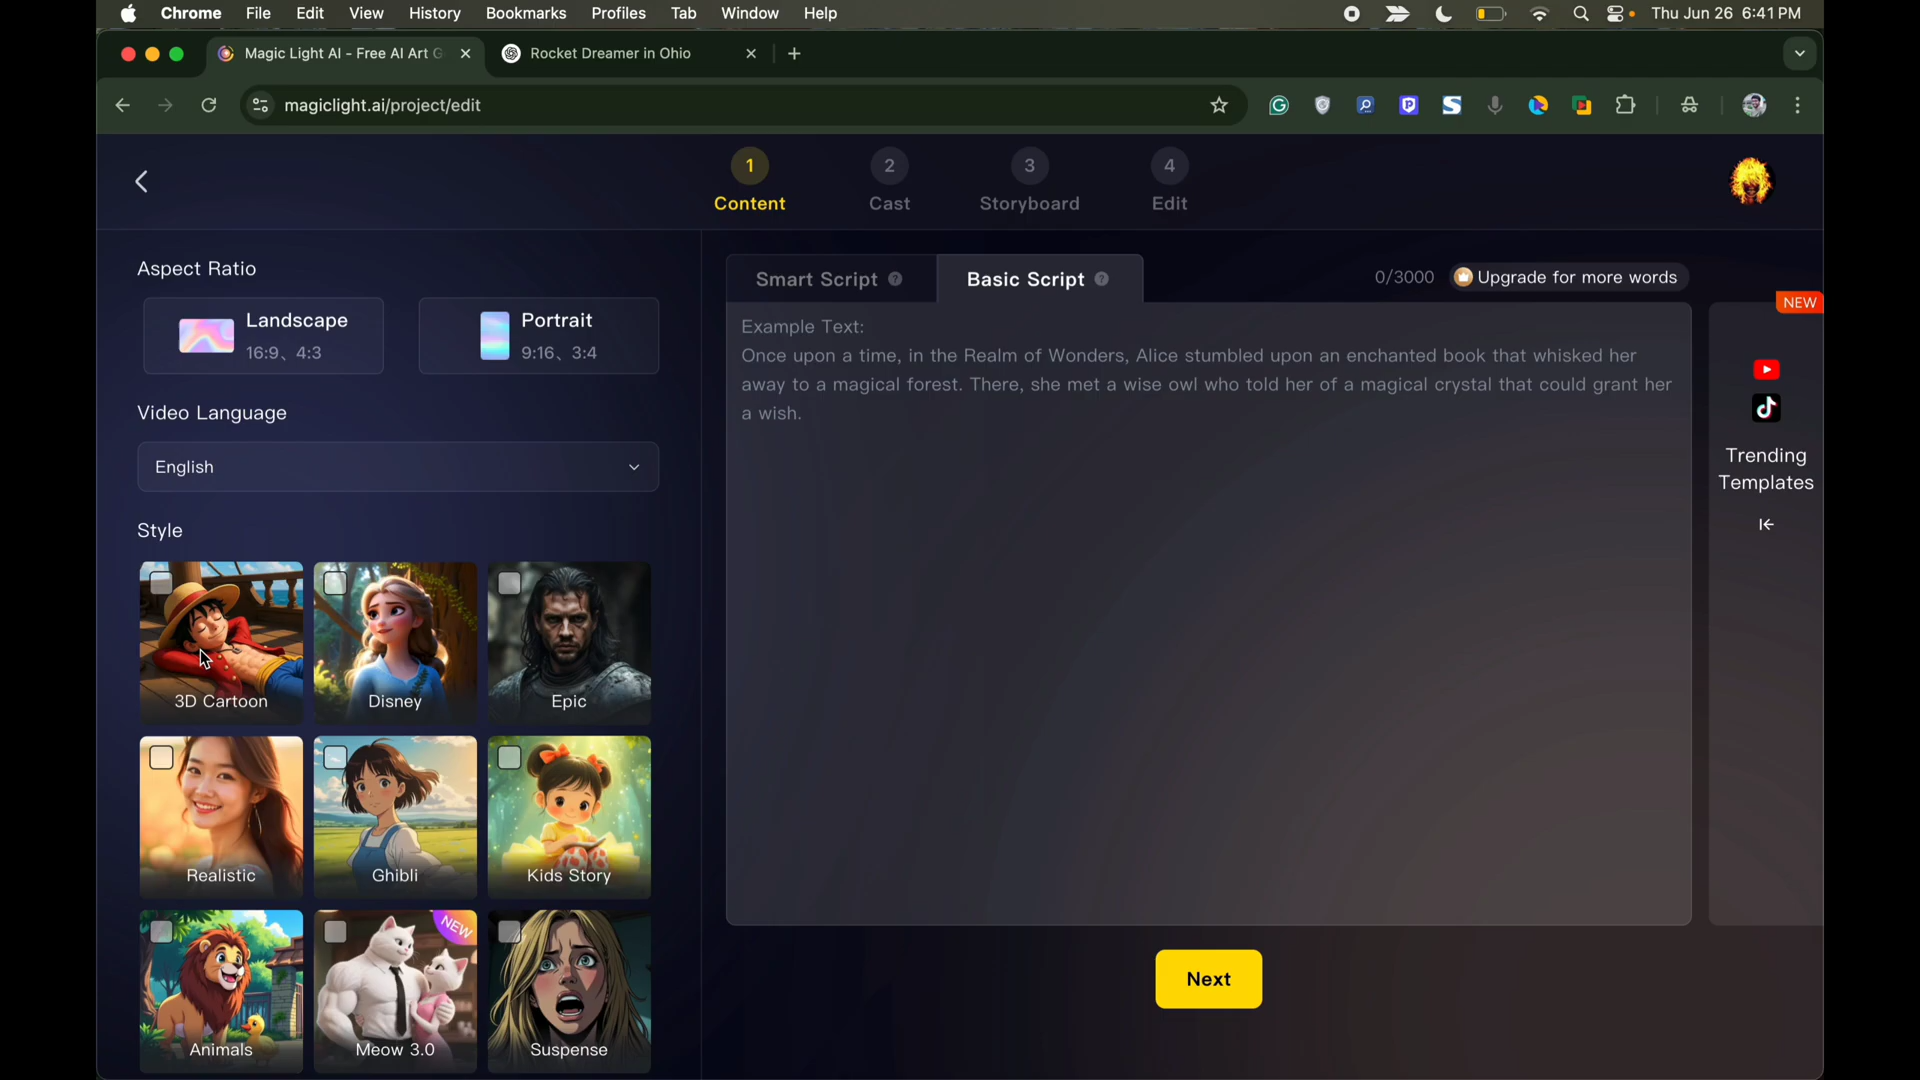 Chrome File Edit View History Bookmarks Profiles Tab Window Help Thu Jun 26 6:41 PM
Magic Light AI - Free AI Art G
Rocket Dreamer in Ohio
magiclight.ai/project/edit
1 2 3 4
Content Cast Storyboard Edit
Aspect Ratio
Landscape
16:9、4:3
Portrait
9:16、3:4
Video Language
English
Style
3D Cartoon
Disney
Epic
Realistic
Ghibli
Kids Story
Animals
NEW
Meow 3.0
Suspense
Smart Script ?
Basic Script ?
0/3000
Upgrade for more words
Example Text:
Once upon a time, in the Realm of Wonders, Alice stumbled upon an enchanted book that whisked her
away to a magical forest. There, she met a wise owl who told her of a magical crystal that could grant her
a wish.
NEW
Trending
Templates
Next